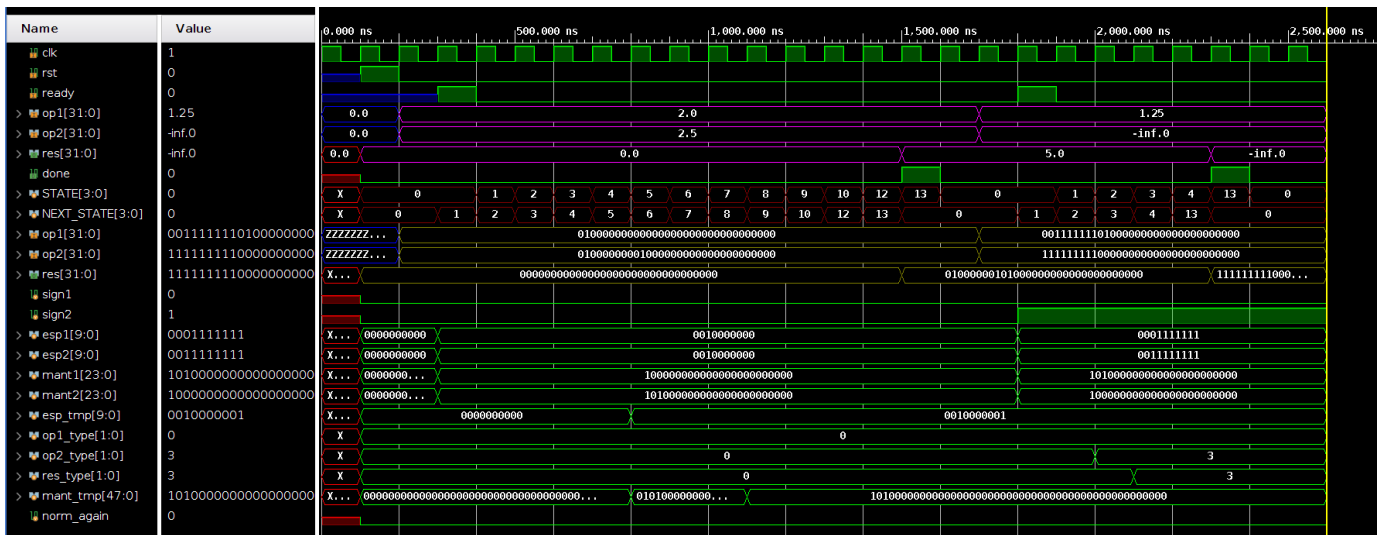 Name Value 0,000 ns 500.000 ns 1,000.000 ns 1,500.000 ns 2,000.000 ns 2,500.000 ns
clk 1
rst 0
ready 0
op1[31:0] 1.25 0.0 2.0 1.25
op2[31:0] -inf.0 0.0 2.5 -inf.0
res[31:0] -inf.0 0.0 0.0 5.0 -inf.0
done 0
STATE[3:0] 0 X 0 1 2 3 4 5 6 7 8 9 10 12 13 0 1 2 3 4 13 0
NEXT_STATE[3:0] 0 X 0 1 2 3 4 5 6 7 8 9 10 12 13 0 1 2 3 4 13 0
op1[31:0] 00111111101000000000 ZZZZZZZ... 01000000000000000000000000000000 00111111101000000000000000000000
op2[31:0] 11111111100000000000 ZZZZZZZ... 01000000001000000000000000000000 11111111100000000000000000000000
res[31:0] 11111111100000000000 X... 00000000000000000000000000000000 01000000101000000000000000000000 111111111000...
sign1 0
sign2 1
esp1[9:0] 0001111111 X... 0000000000 0010000000 0001111111
esp2[9:0] 0011111111 X... 0000000000 0010000000 0011111111
mant1[23:0] 10100000000000000000 X... 0000000... 100000000000000000000000 101000000000000000000000
mant2[23:0] 10000000000000000000 X... 0000000... 101000000000000000000000 100000000000000000000000
esp_tmp[9:0] 0010000001 X... 0000000000 0010000001
op1_type[1:0] 0 X 0
op2_type[1:0] 3 X 0 3
res_type[1:0] 3 X 0 3
mant_tmp[47:0] 10100000000000000000 X... 0000000000000000000000000000000000... 010100000000... 101000000000000000000000000000000000000000000000
norm_again 0